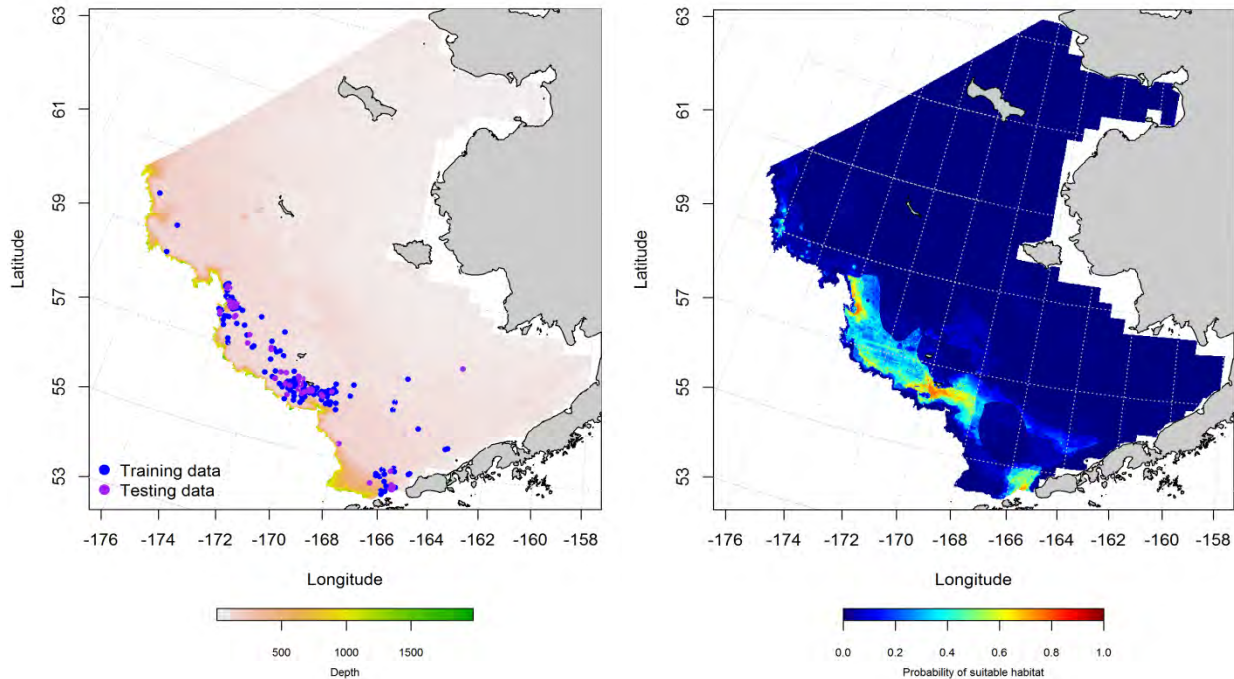 63
61
59
57
55
53
Latitude
Training data
Testing data
-176 -174 -172 -170 -168 -166 -164 -162 -160 -158
Longitude
500 1000 1500
Depth
63
61
59
57
55
53
Latitude
-176 -174 -172 -170 -168 -166 -164 -162 -160 -158
Longitude
0.0 0.2 0.4 0.6 0.8 1.0
Probability of suitable habitat